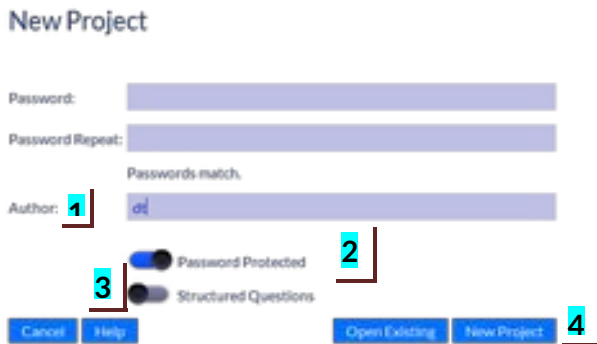 New Project
Password:
Password Repeat:
Passwords match.
Author: 1 dt
Password Protected 2
3 Structured Questions
Cancel Help Open Existing New Project 4